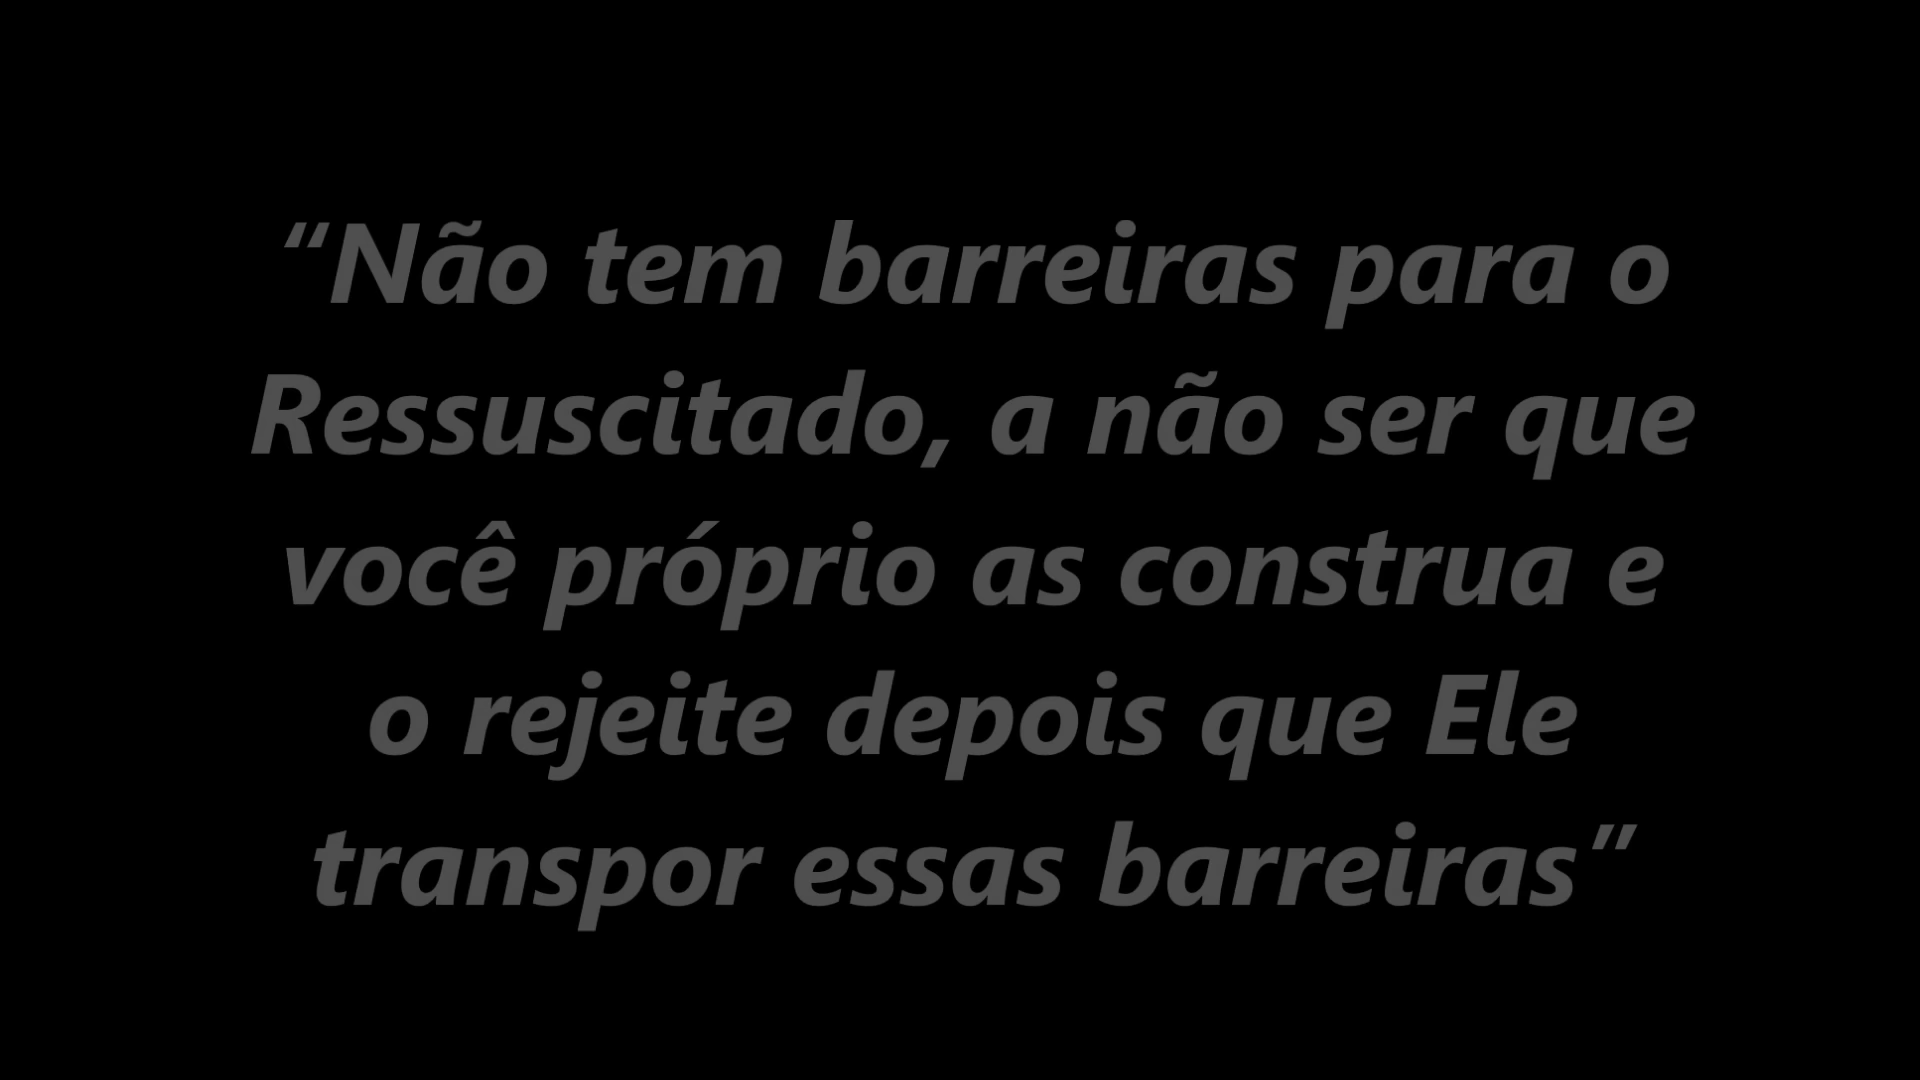 “Não tem barreiras para o
Ressuscitado, a não ser que
você próprio as construa e
o rejeite depois que Ele
transpor essas barreiras”